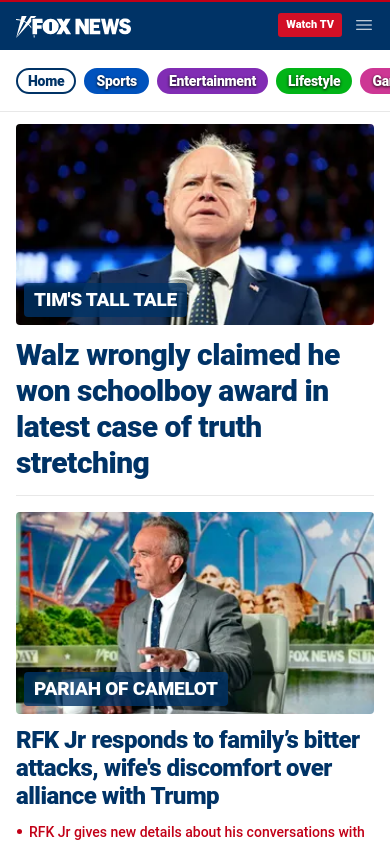 FOX NEWS
Watch TV
Home
Sports
Entertainment
Lifestyle
Ga
TIM'S TALL TALE
Walz wrongly claimed he
won schoolboy award in
latest case of truth
stretching
DAY
FOX NEWS
SUN
PARIAH OF CAMELOT
RFK Jr responds to family’s bitter
attacks, wife's discomfort over
alliance with Trump
RFK Jr gives new details about his conversations with